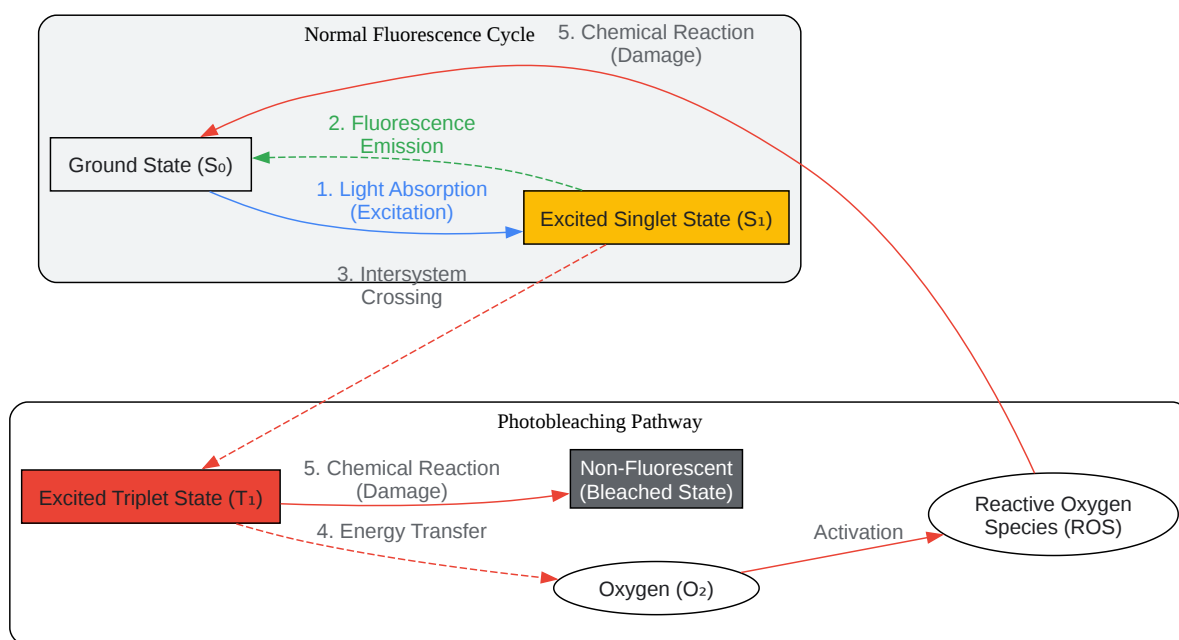 Normal Fluorescence Cycle
5. Chemical Reaction
(Damage)
2. Fluorescence
Emission
Ground State (S₀)
1. Light Absorption
(Excitation)
Excited Singlet State (S₁)
3. Intersystem
Crossing
Photobleaching Pathway
5. Chemical Reaction
(Damage)
Non-Fluorescent
(Bleached State)
Excited Triplet State (T₁)
4. Energy Transfer
Activation
Reactive Oxygen
Species (ROS)
Oxygen (O₂)